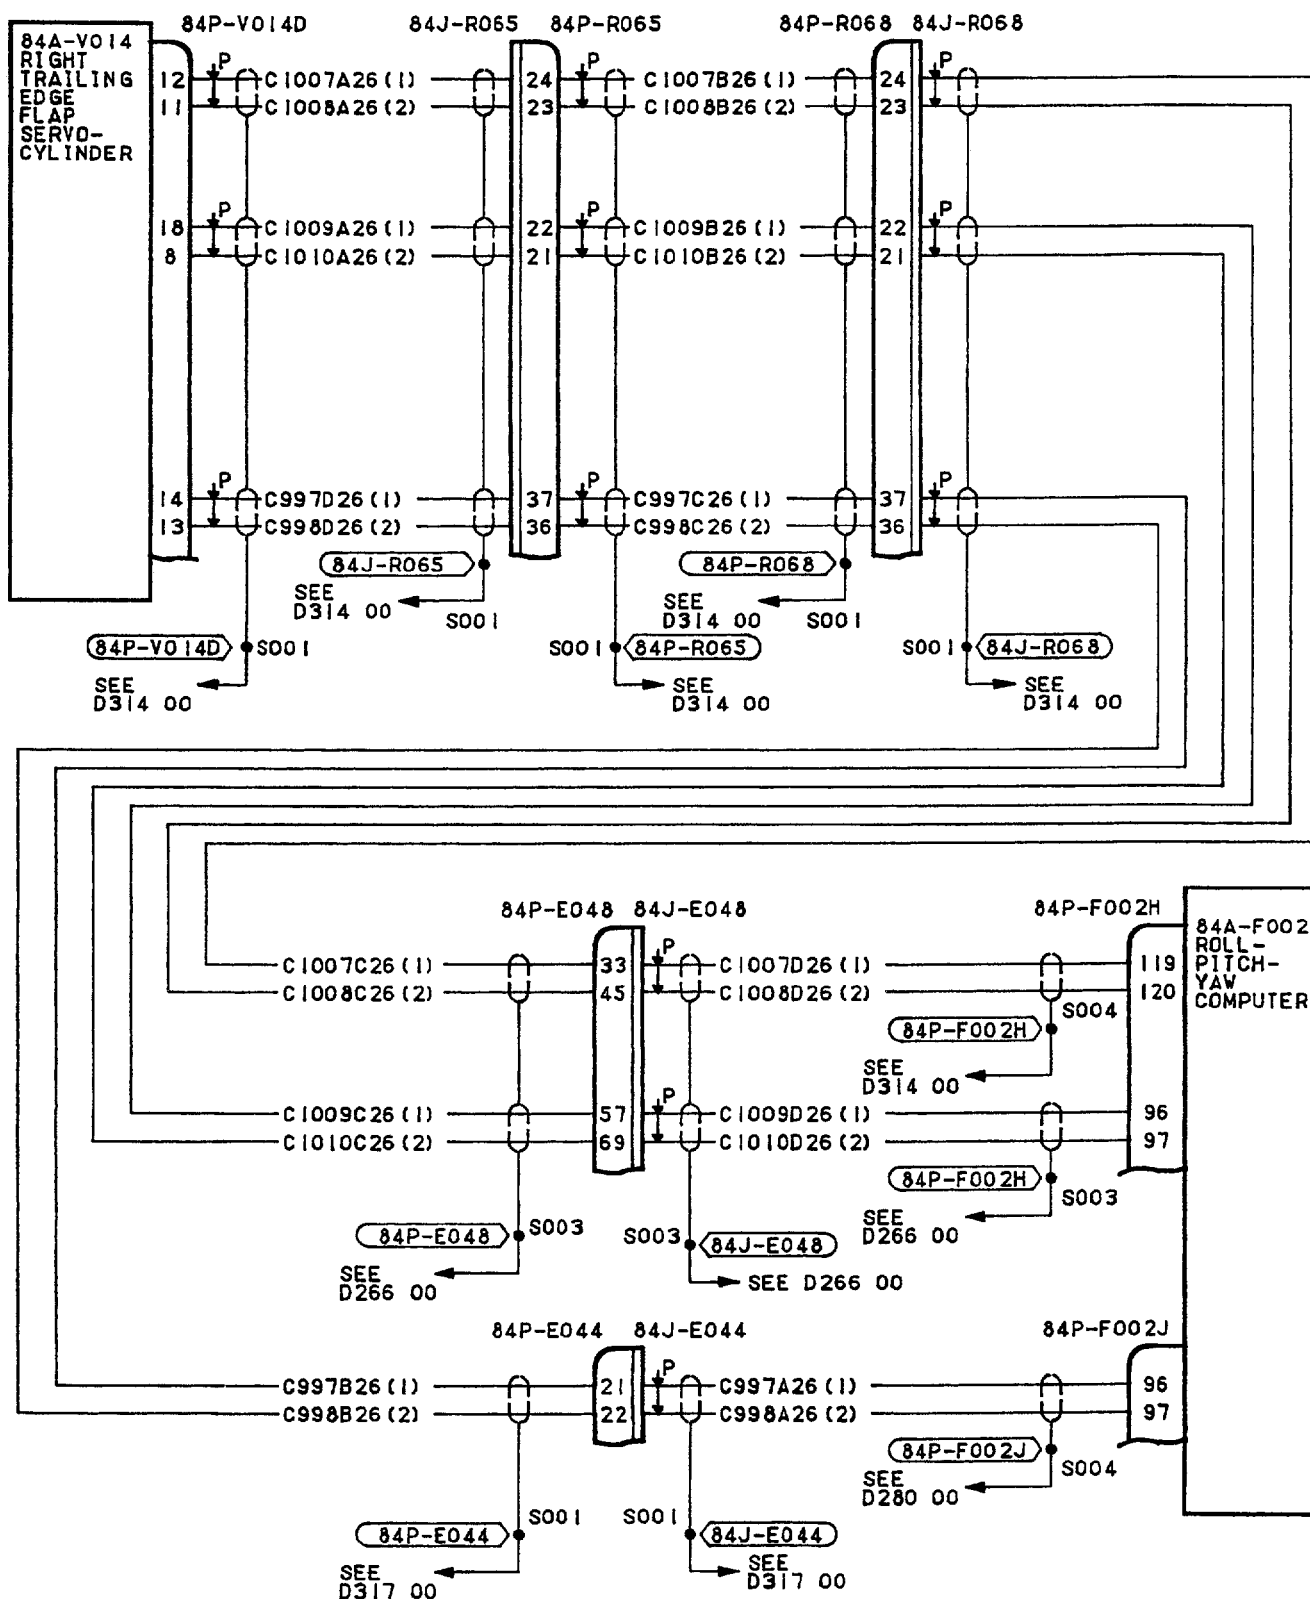 84P-V014D 84J-R065 84P-R065 84P-R068 84J-R068
84A-V014
RIGHT
TRAILING
EDGE
FLAP
SERVO-
CYLINDER
P P P
12 C1007A26(1) 24 C1007B26(1) 24
11 C1008A26(2) 23 C1008B26(2) 23
P P P
18 C1009A26(1) 22 C1009B26(1) 22
8 C1010A26(2) 21 C1010B26(2) 21
P P P
14 C997D26(1) 37 C997C26(1) 37
13 C998D26(2) 36 C998C26(2) 36
84J-R065 84P-R068
SEE
D314 00
S001
SEE
D314 00
S001
84P-V014D S001 S001 84P-R065 S001 84J-R068
SEE
D314 00
SEE
D314 00
SEE
D314 00
84P-E048 84J-E048 84P-F002H
84A-F002
ROLL-
PITCH-
YAW
COMPUTER
P
C1007C26(1) 33 C1007D26(1) 119
C1008C26(2) 45 C1008D26(2) 120
S004
84P-F002H
SEE
D314 00
P
C1009C26(1) 57 C1009D26(1) 96
C1010C26(2) 69 C1010D26(2) 97
84P-F002H
S003
SEE
D266 00
84P-E048 S003 S003 84J-E048
SEE
D266 00
SEE D266 00
84P-E044 84J-E044 84P-F002J
P
C997B26(1) 21 C997A26(1) 96
C998B26(2) 22 C998A26(2) 97
84P-F002J
S004
SEE
D280 00
S001 S001
84P-E044 84J-E044
SEE
D317 00
SEE
D317 00